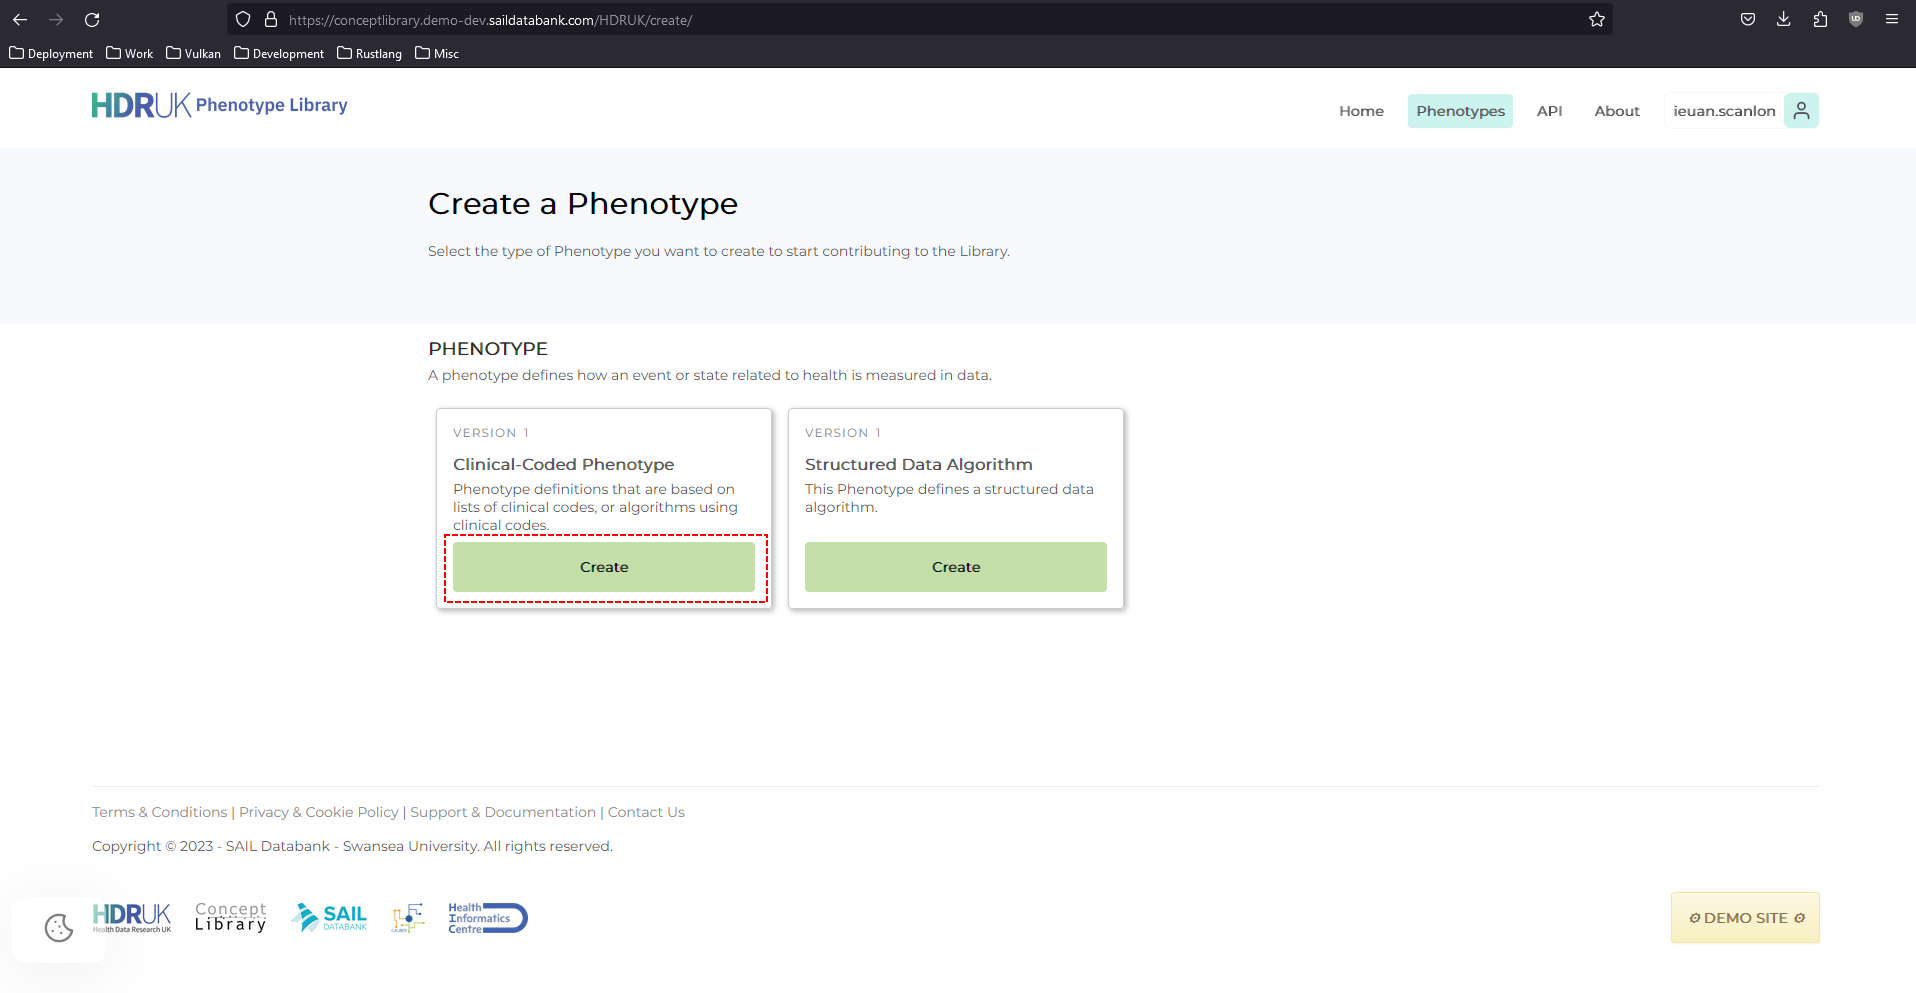 https://conceptlibrary.demo-dev.saildatabank.com/HDRUK/create/
Deployment Work Vulkan Development Rustlang Misc
HDRUK Phenotype Library
Home Phenotypes API About ieuan.scanlon
Create a Phenotype
Select the type of Phenotype you want to create to start contributing to the Library.
PHENOTYPE
A phenotype defines how an event or state related to health is measured in data.
VERSION 1
Clinical-Coded Phenotype
Phenotype definitions that are based on
lists of clinical codes, or algorithms using
clinical codes.
Create
VERSION 1
Structured Data Algorithm
This Phenotype defines a structured data
algorithm.
Create
Terms & Conditions | Privacy & Cookie Policy | Support & Documentation | Contact Us
Copyright © 2023 - SAIL Databank - Swansea University. All rights reserved.
HDRUK
Health Data Research UK
Concept
Library
SAIL
DATABANK
CALIBER
Health
Informatics
Centre
DEMO SITE